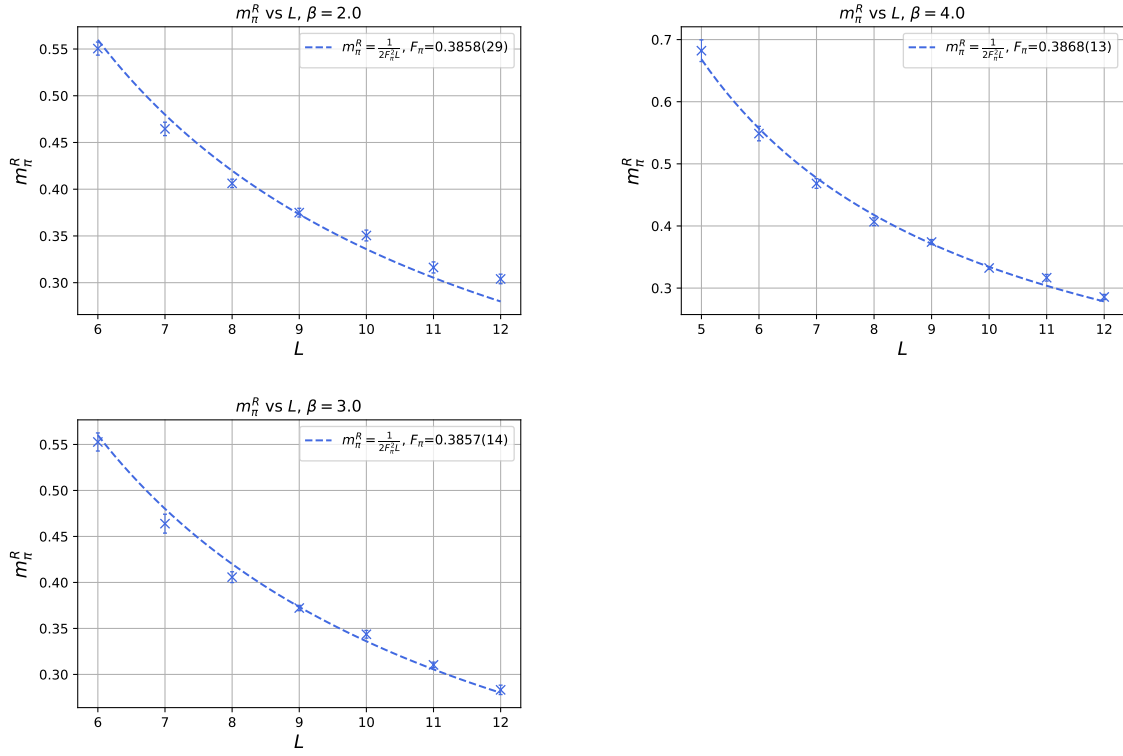 m_π^R vs L, β = 2.0
m_π^R = 1/(2F_π^2 L), F_π=0.3858(29)
m_π^R
0.55
0.50
0.45
0.40
0.35
0.30
6 7 8 9 10 11 12
L
m_π^R vs L, β = 4.0
m_π^R = 1/(2F_π^2 L), F_π=0.3868(13)
m_π^R
0.7
0.6
0.5
0.4
0.3
5 6 7 8 9 10 11 12
L
m_π^R vs L, β = 3.0
m_π^R = 1/(2F_π^2 L), F_π=0.3857(14)
m_π^R
0.55
0.50
0.45
0.40
0.35
0.30
6 7 8 9 10 11 12
L